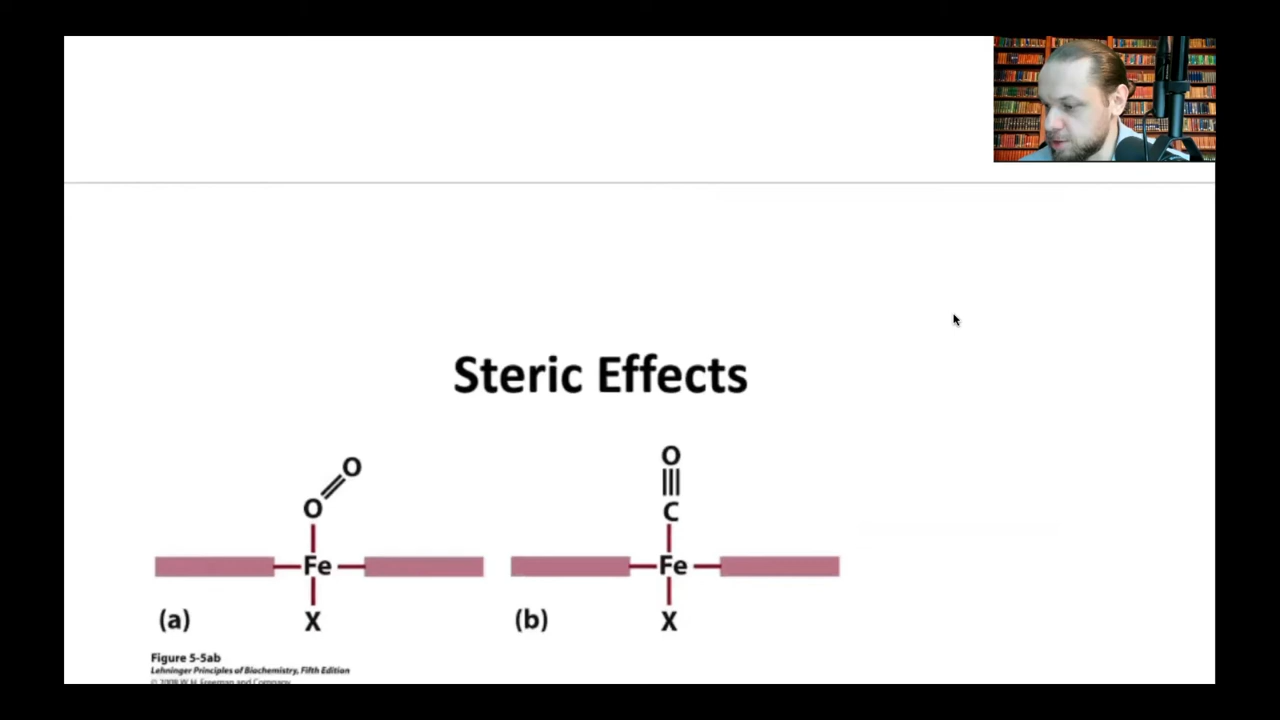 Steric Effects
O
O
O
C
Fe
Fe
X
X
(a)
(b)
Figure 5-5ab
Lehninger Principles of Biochemistry, Fifth Edition
© 2008 W. H. Freeman and Company